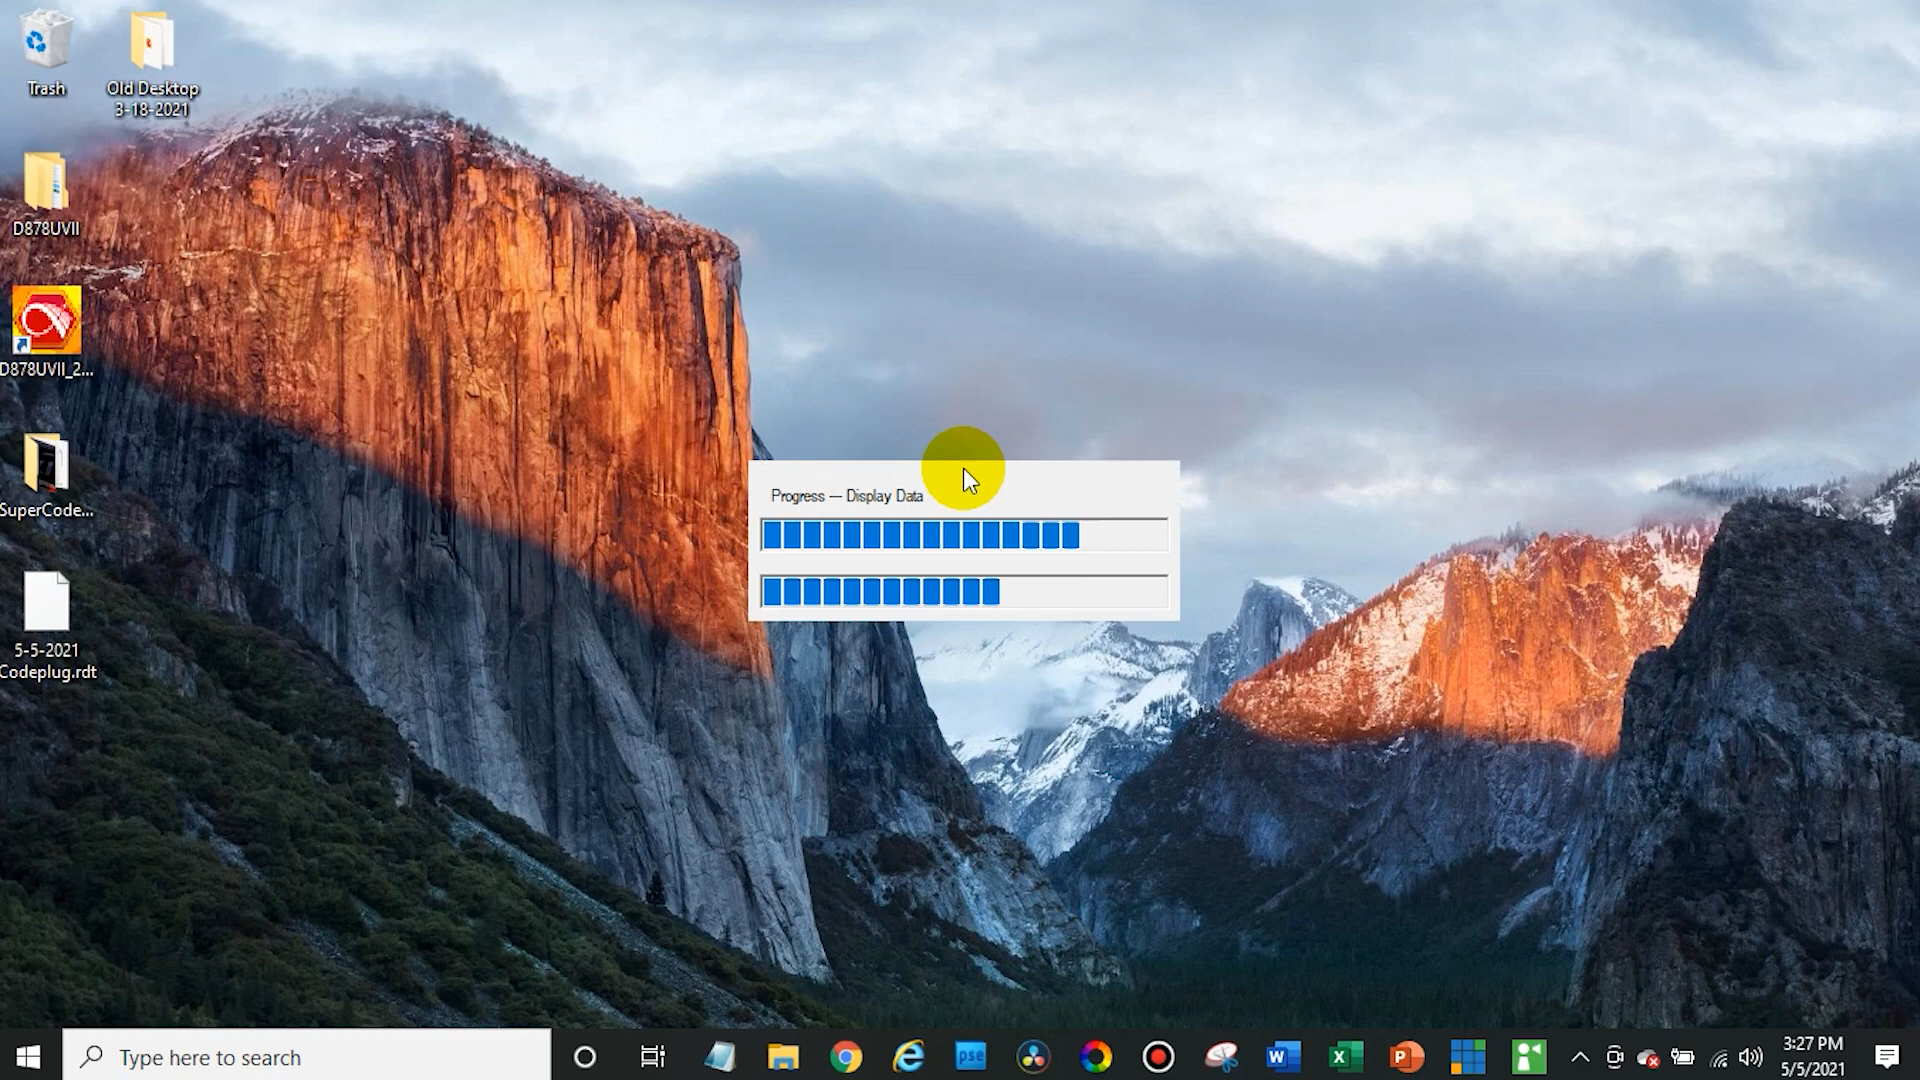 Trash
Old Desktop
3-18-2021
D878UVII
D878UVII_2...
SuperCode...
5-5-2021
Codeplug.rdt
Progress --- Display Data
Type here to search
pse
W
X
P
3:27 PM
5/5/2021